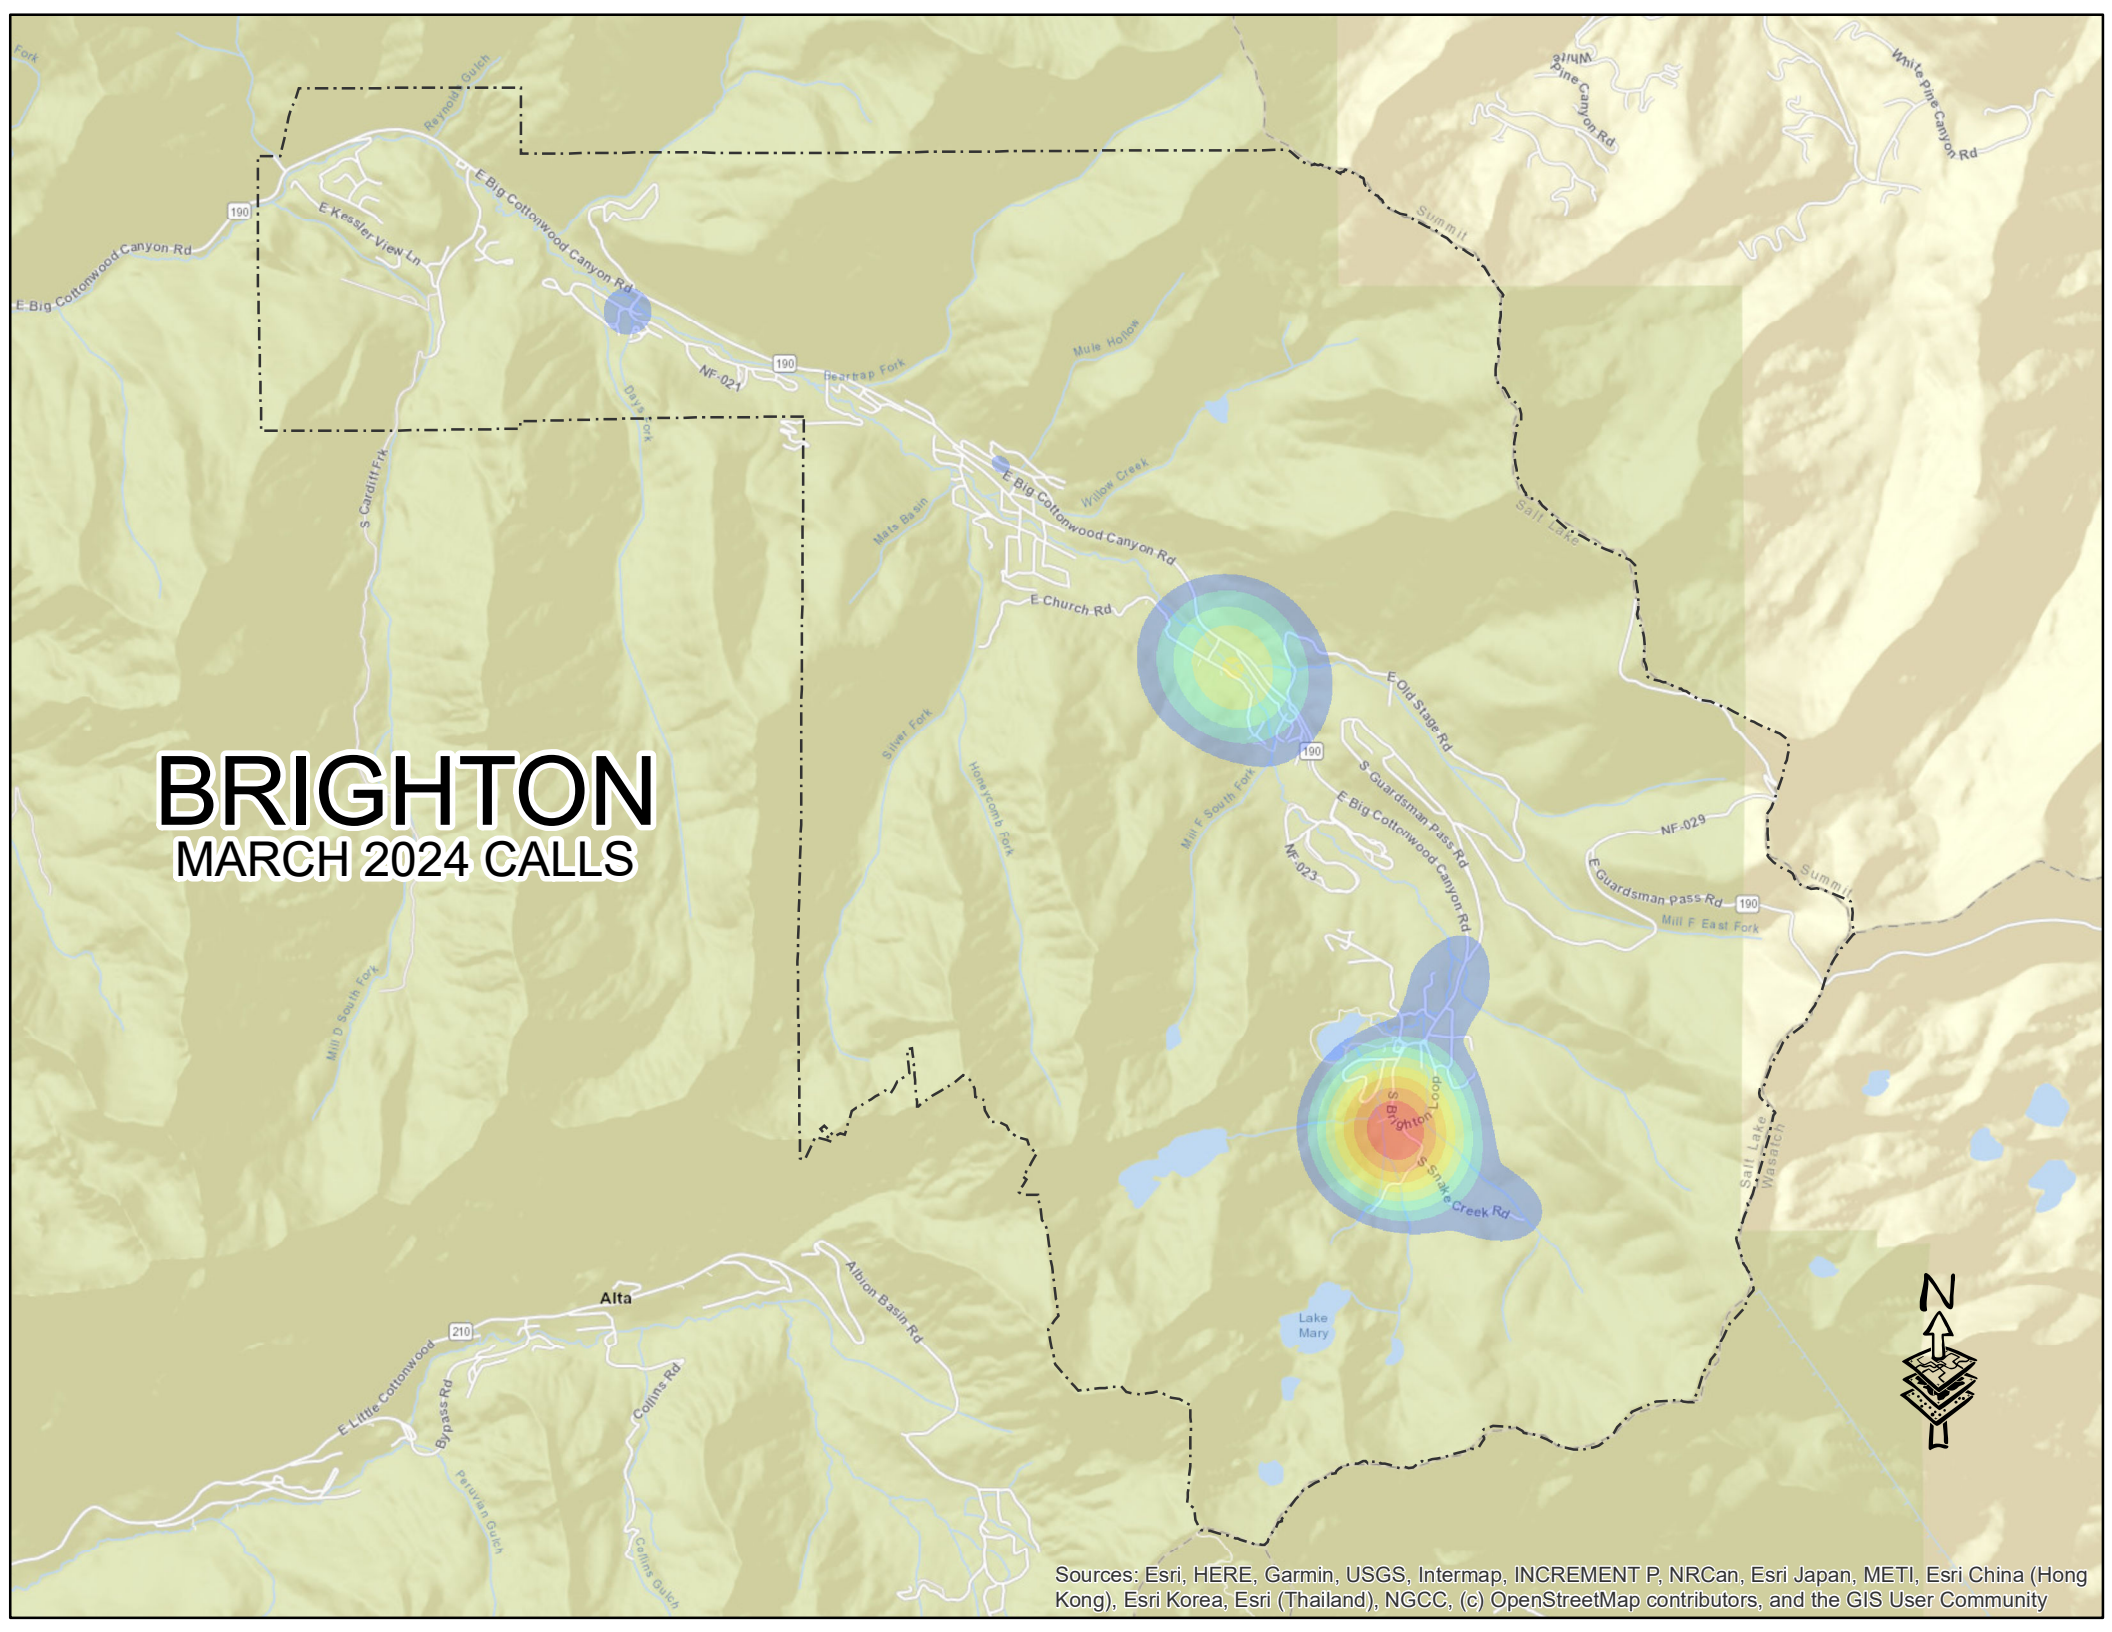 Fork
Reynold Gulch
White
Pine Canyon Rd
White Pine Canyon Rd
190
E Big Cottonwood Canyon Rd
E Kessler View Ln
E Big Cottonwood Canyon Rd
Summit
190
NF-021
Beartrap Fork
Mule Hollow
Days Fork
S Cardiff Frk
Mats Basin
Willow Creek
E Big Cottonwood Canyon Rd
Salt Lake
E Church Rd
E Old Stage Rd
190
Silver Fork
Honeycomb Fork
Mill F South Fork
S Guardsman Pass Rd
E Big Cottonwood Canyon Rd
NF-023
NF-029
E Guardsman Pass Rd
190
Summit
Mill F East Fork
BRIGHTON
MARCH 2024 CALLS
Mill D South Fork
S Brighton Loop
S Snake Creek Rd
Salt Lake
Wasatch
Alta
210
Albion Basin Rd
E Little Cottonwood
Bypass Rd
Collins Rd
Peruvian Gulch
Collins Gulch
Lake
Mary
N
Sources: Esri, HERE, Garmin, USGS, Intermap, INCREMENT P, NRCan, Esri Japan, METI, Esri China (Hong
Kong), Esri Korea, Esri (Thailand), NGCC, (c) OpenStreetMap contributors, and the GIS User Community